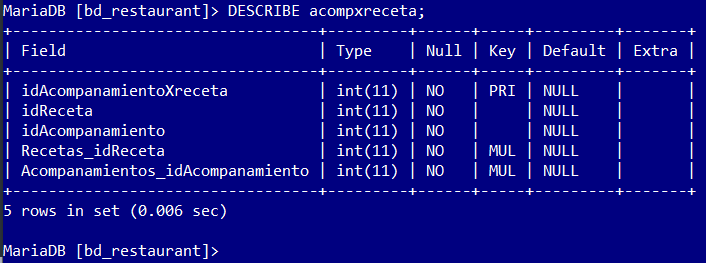 MariaDB [bd_restaurant]> DESCRIBE acompxreceta;
+--------------------------------+---------+------+-----+---------+-------+
| Field                          | Type    | Null | Key | Default | Extra |
+--------------------------------+---------+------+-----+---------+-------+
| idAcompanamientoXreceta        | int(11) | NO   | PRI | NULL    |       |
| idReceta                       | int(11) | NO   |     | NULL    |       |
| idAcompanamiento               | int(11) | NO   |     | NULL    |       |
| Recetas_idReceta               | int(11) | NO   | MUL | NULL    |       |
| Acompanamientos_idAcompanamiento | int(11) | NO   | MUL | NULL    |       |
+--------------------------------+---------+------+-----+---------+-------+
5 rows in set (0.006 sec)
MariaDB [bd_restaurant]>